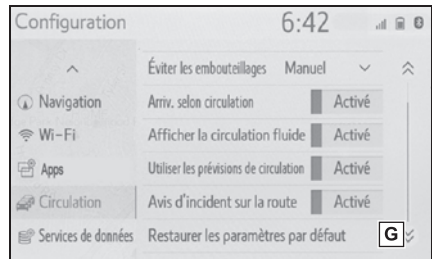 Configuration 6:42
Éviter les embouteillages Manuel
Navigation Arriv. selon circulation Activé
Wi-Fi Afficher la circulation fluide Activé
Apps Utiliser les prévisions de circulation Activé
Circulation Avis d'incident sur la route Activé
Services de données Restaurer les paramètres par défaut G